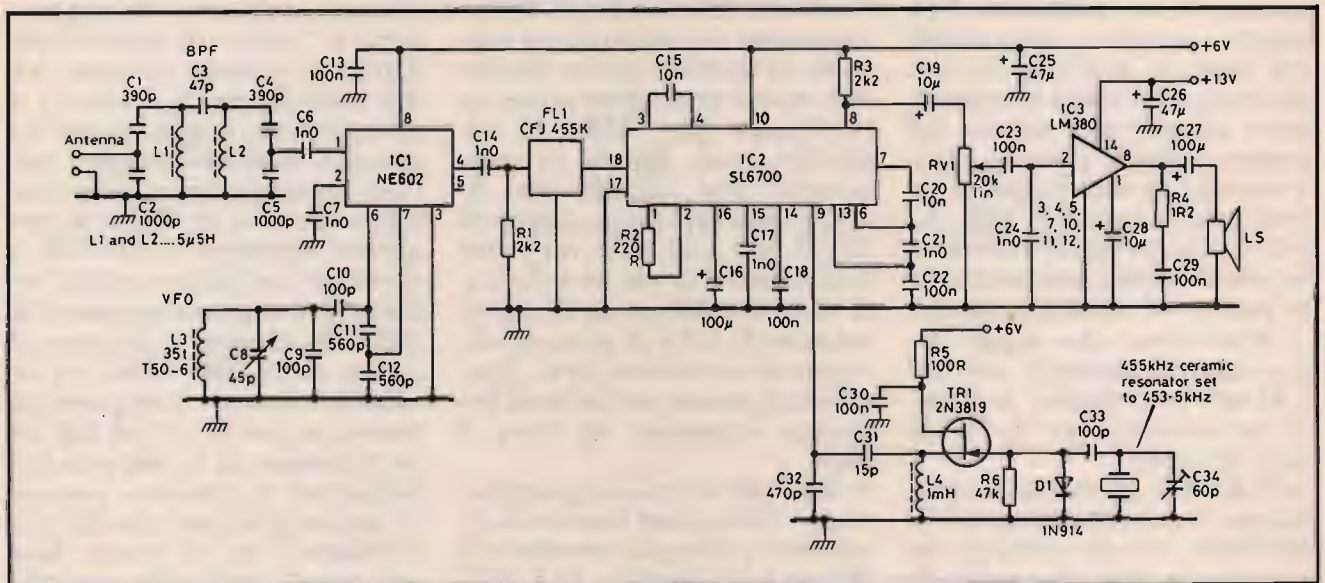 BPF
C3
47p
C1
390p
C4
390p
C6
1n0
Antenna
L1
L2
C2
1000p
C5
1000p
L1 and L2....5µ5H
C13
100n
8
1
IC1
NE602
4
5
2
6
7
3
C7
1n0
C14
1n0
FL1
CFJ 455K
R1
2k2
VFO
L3
35t
T50-6
C8
45p
C9
100p
C10
100p
C11
560p
C12
560p
C15
10n
3
4
10
8
18
17
IC2
SL6700
7
1
2
16
15
14
9
13
6
R2
220
R
C16
100µ
C17
1n0
C18
100n
R3
2k2
C19
10µ
+
C20
10n
C21
1n0
C22
100n
RV1
20k
lin
C23
100n
C24
1n0
+
C25
47µ
+6V
+13V
IC3
LM380
+
C26
47µ
14
2
8
1
3, 4, 5,
7, 10,
11, 12,
C27
100µ
+
+
C28
10µ
R4
1R2
C29
100n
LS
+6V
R5
100R
C30
100n
TR1
2N3819
C31
15p
C32
470p
L4
1mH
R6
47k
D1
1N914
C33
100p
455kHz ceramic
resonator set
to 453·5kHz
C34
60p